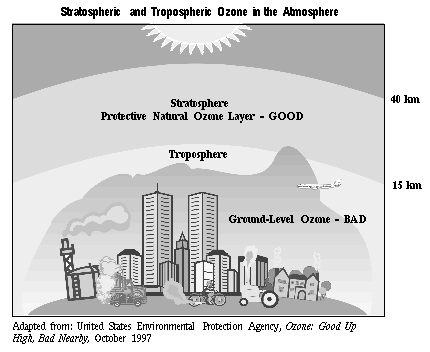 Stratospheric and Tropospheric Ozone in the Atmosphere
40 km
Stratosphere
Protective Natural Ozone Layer - GOOD
Troposphere
15 km
Ground-Level Ozone - BAD
Adapted from: United States Environmental Protection Agency, Ozone: Good Up
High, Bad Nearby, October 1997